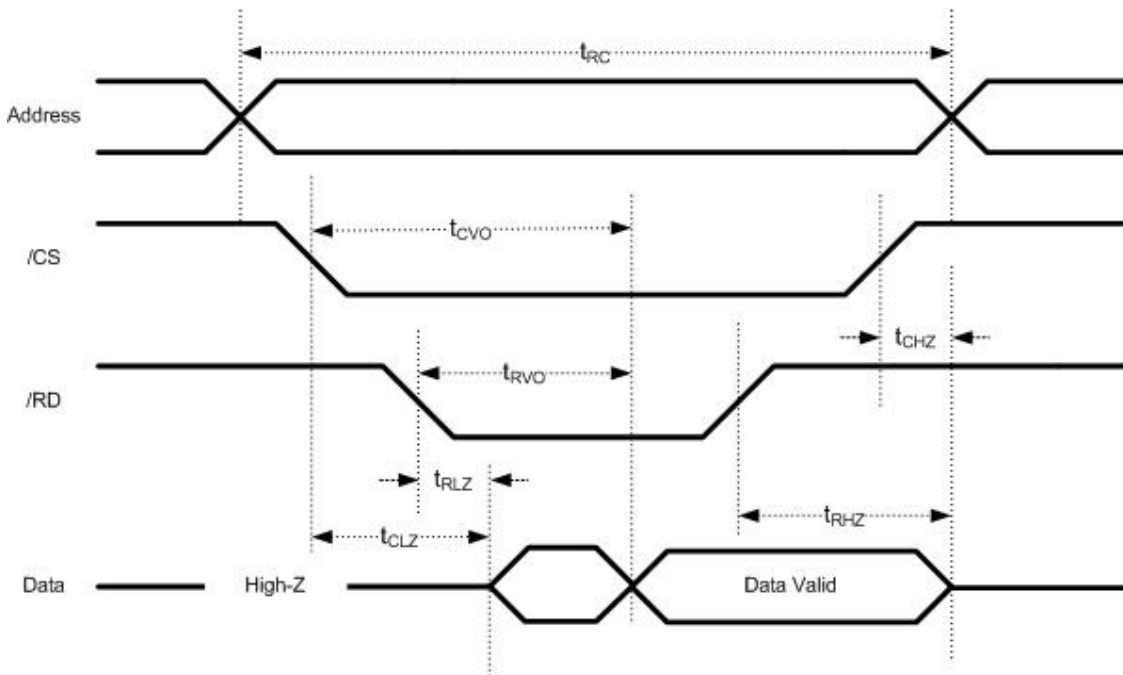 tRC
Address
tCVO
/CS
tCHZ
tRVO
/RD
tRLZ
tRHZ
tCLZ
Data
High-Z
Data Valid